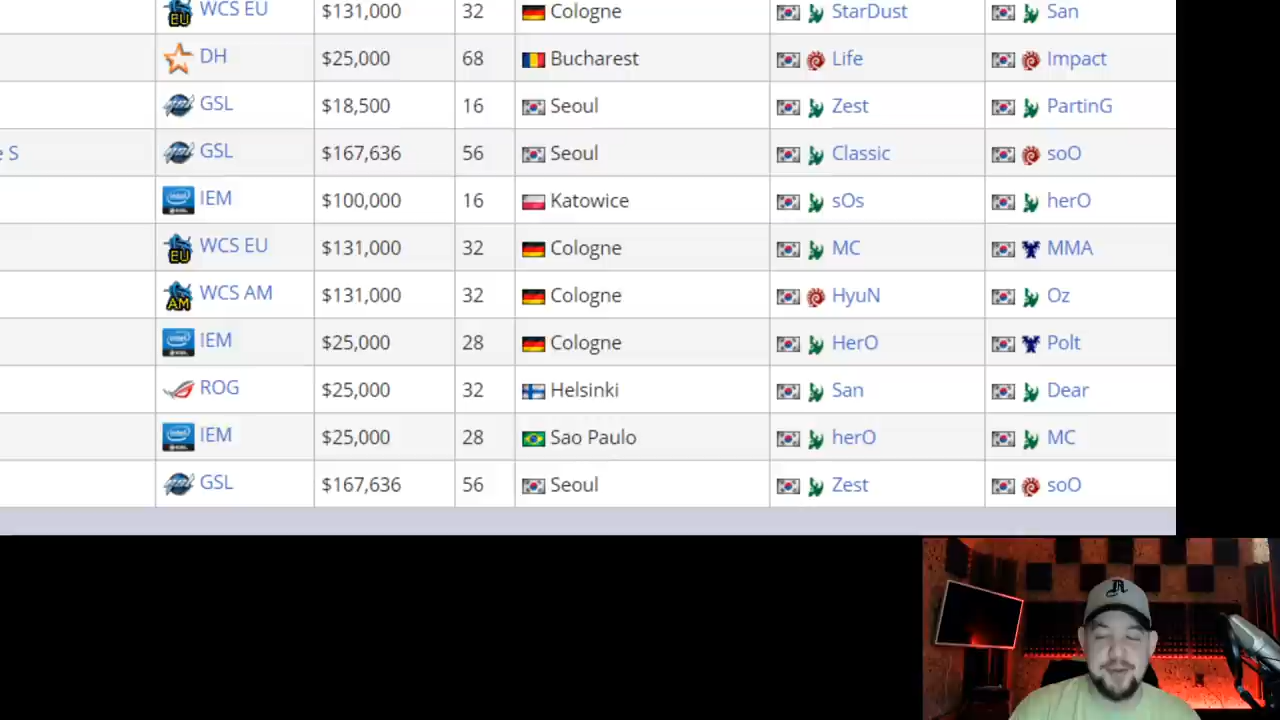 WCS EU $131,000 32 Cologne StarDust San
DH $25,000 68 Bucharest Life Impact
GSL $18,500 16 Seoul Zest PartinG
e S GSL $167,636 56 Seoul Classic soO
IEM $100,000 16 Katowice sOs herO
WCS EU $131,000 32 Cologne MC MMA
WCS AM $131,000 32 Cologne HyuN Oz
IEM $25,000 28 Cologne HerO Polt
ROG $25,000 32 Helsinki San Dear
IEM $25,000 28 Sao Paulo herO MC
GSL $167,636 56 Seoul Zest soO